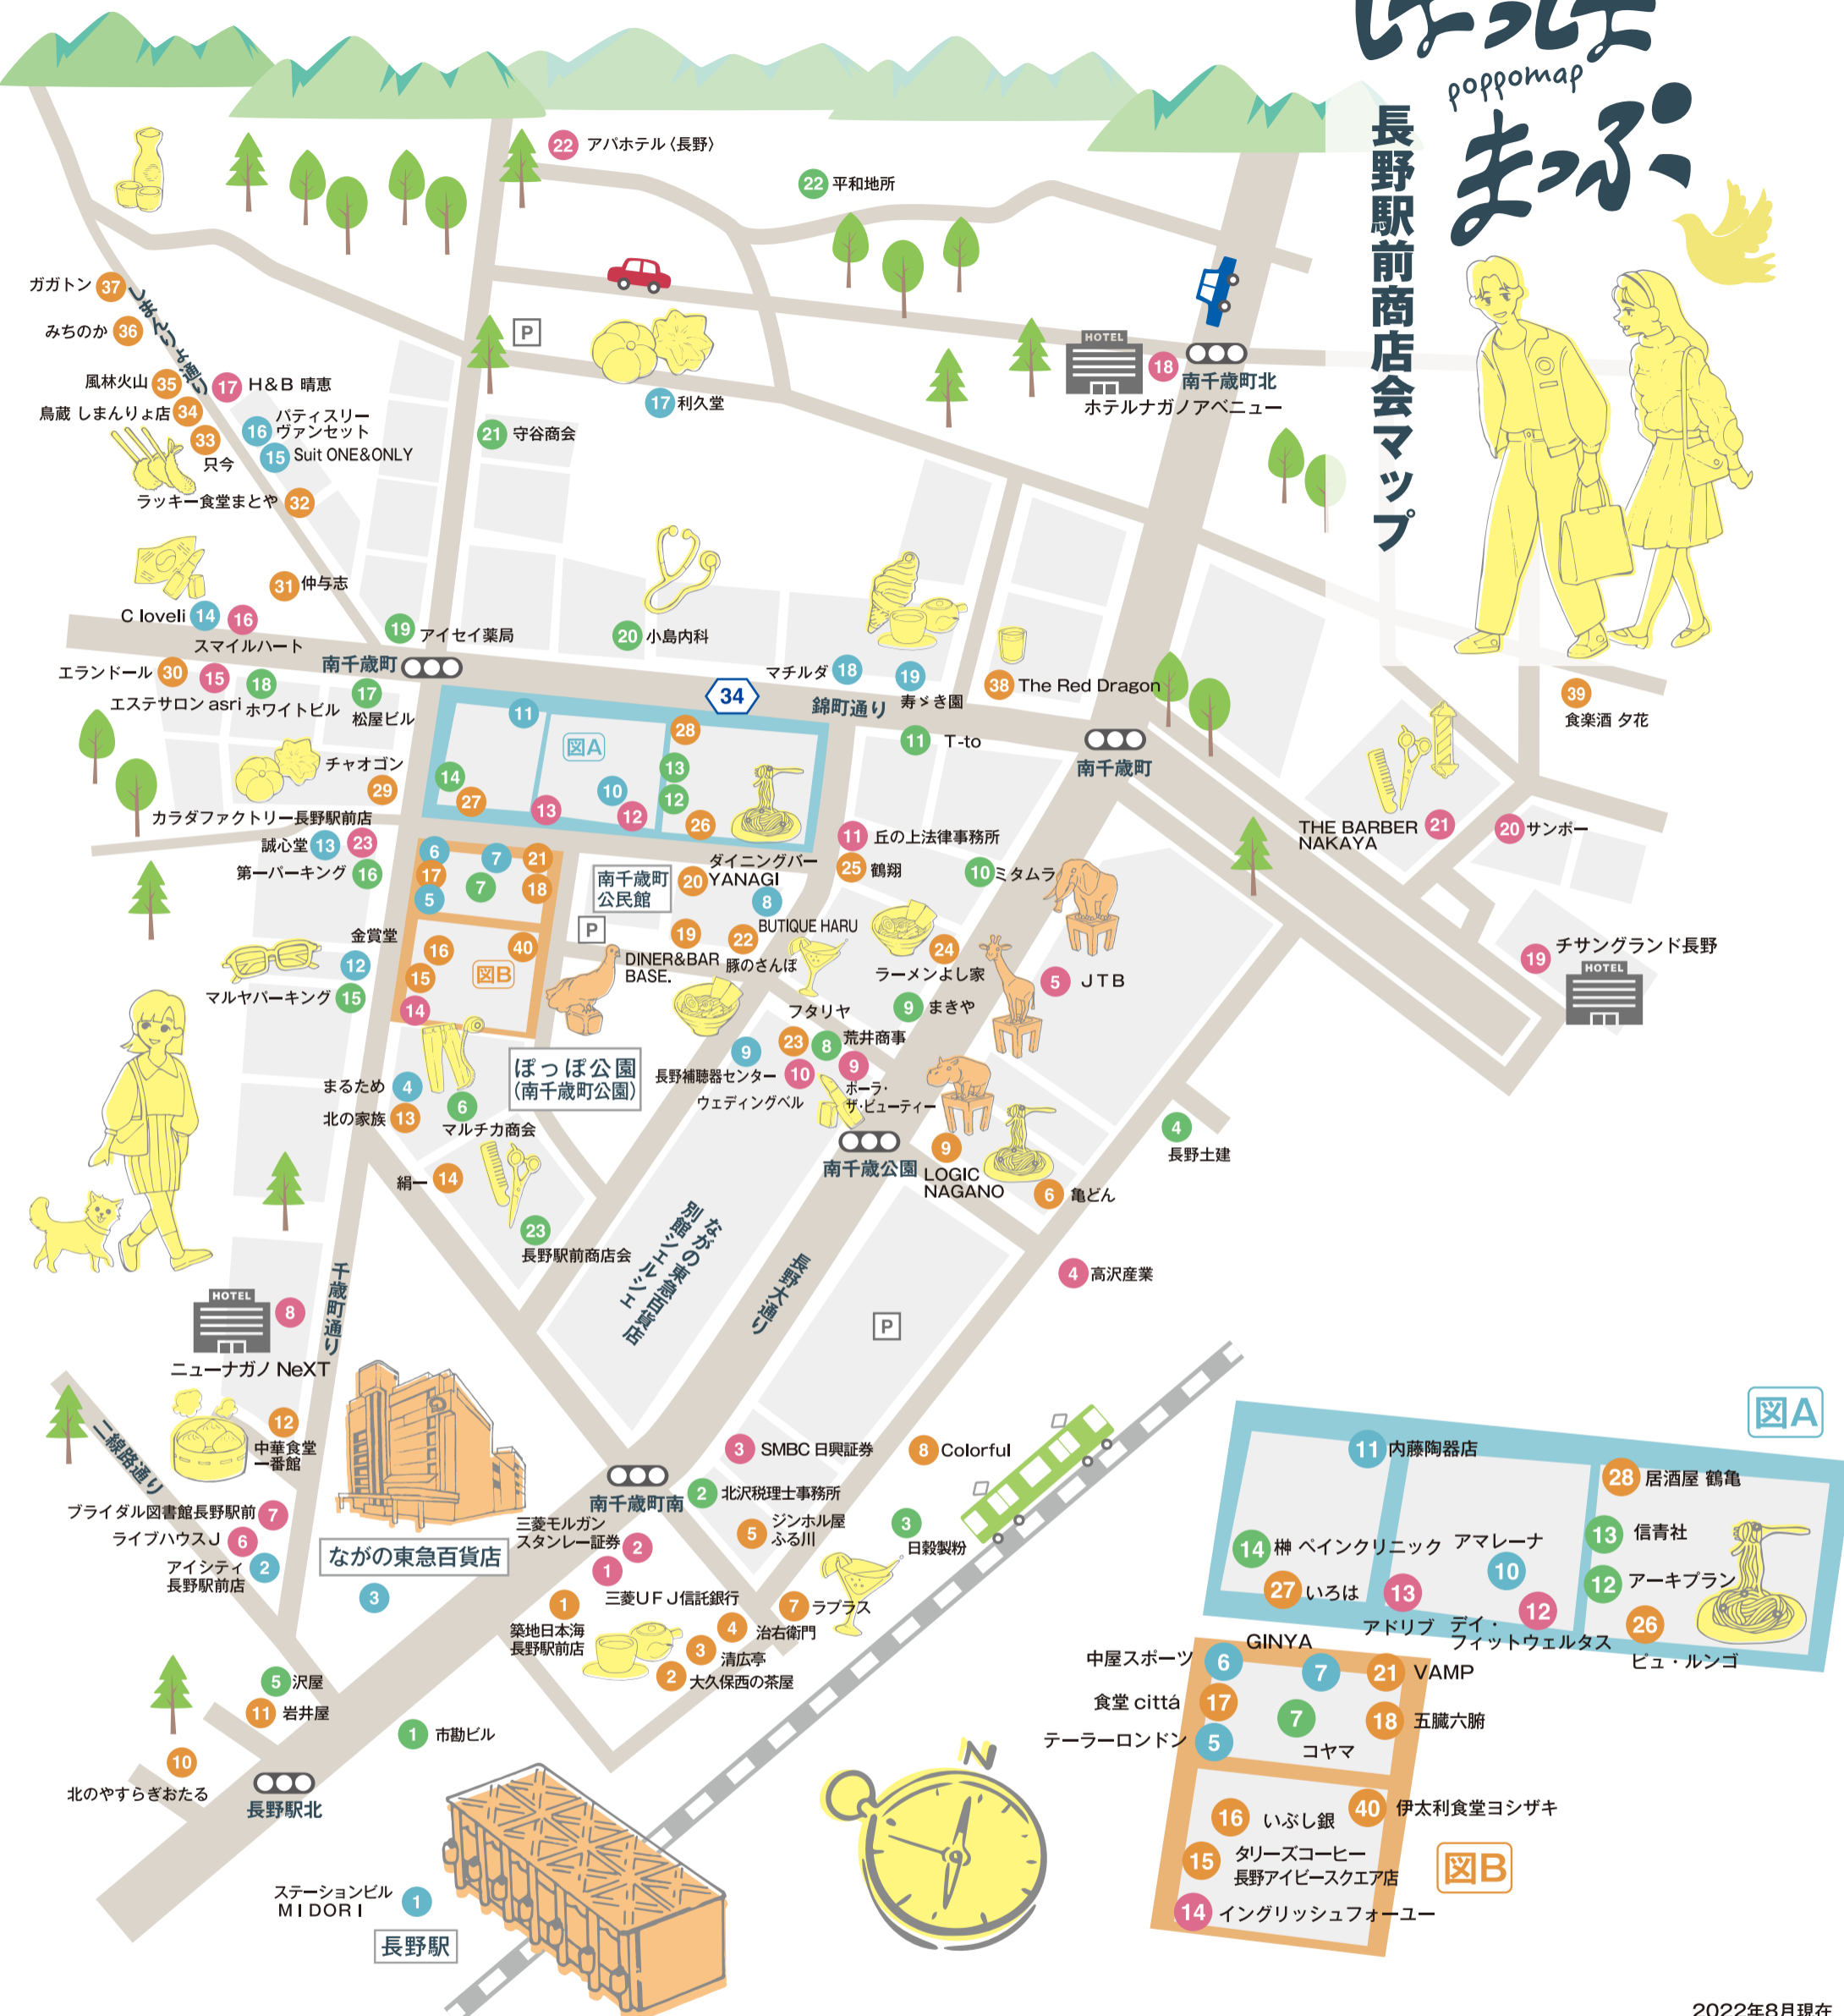 ぽっぽ
poppomap
まっぷ
長野駅前商店会マップ
22 アパホテル〈長野〉
22 平和地所
ガガトン 37
みちのか 36
しまんりょ通り
風林火山 35
17 H&B 晴恵
鳥蔵 しまんりょ店 34
16 パティスリー
ヴァンセット
33
只今
15 Suit ONE&ONLY
ラッキー食堂まとや 32
P
17 利久堂
21 守谷商会
HOTEL
18
南千歳町北
ホテルナガノアベニュー
31 仲与志
C loveli 14
16
スマイルハート
19 アイセイ薬局
20 小島内科
南千歳町
エランドール 30
15
エステサロン asri
18
ホワイトビル
17
松屋ビル
34
マチルダ 18
錦町通り
19
寿ゞき園
38 The Red Dragon
39
食楽酒 夕花
11 T-to
南千歳町
11
図A
28
14
27
13
10
12
13
12
26
チャオゴン
29
カラダファクトリー長野駅前店
誠心堂 13 23
第一パーキング 16
6
17
5
7
7
21
18
南千歳町
公民館
20
ダイニングバー
YANAGI
8
BUTIQUE HARU
11 丘の上法律事務所
25 鶴翔
10 ミタムラ
THE BARBER
NAKAYA
21
20 サンポー
19 チサングランド長野
HOTEL
金賞堂
12
マルヤパーキング 15
16
15
14
40
図B
P
19
DINER&BAR
BASE.
22
豚のさんぽ
24
ラーメンよし家
9 まきや
5 JTB
フタリヤ
23
8 荒井商事
9
長野補聴器センター
10
ウェディングベル
9
ポーラ・
ザ・ビューティー
ぽっぽ公園
(南千歳町公園)
まるため 4
北の家族 13
6
マルチカ商会
絹一 14
23
長野駅前商店会
南千歳公園
9
LOGIC
NAGANO
6 亀どん
4
長野土建
4 高沢産業
ながの東急百貨店
別館シェルシェ
長野大通り
P
千歳町通り
HOTEL
8
ニューナガノ NeXT
二線路通り
12
中華食堂
一番館
ブライダル図書館長野駅前 7
ライブハウスJ 6
アイシティ
長野駅前店
2
ながの東急百貨店
3
南千歳町南
3 SMBC 日興証券
2 北沢税理士事務所
8 Colorful
5 ジンホル屋
ふる川
3
日穀製粉
三菱モルガン
スタンレー証券 2
1
三菱UFJ信託銀行
1
築地日本海
長野駅前店
7 ラプラス
4
治右衛門
3
清広亭
2 大久保西の茶屋
5 沢屋
11 岩井屋
1 市勘ビル
10
北のやすらぎおたる
長野駅北
ステーションビル
MIDORI
1
長野駅
N
図A
11 内藤陶器店
28 居酒屋 鶴亀
14 榊 ペインクリニック
アマレーナ
10
13 信青社
12 アーキプラン
27 いろは
13
アドリブ
12
デイ・
フィットウェルタス
26
ピュ・ルンゴ
中屋スポーツ 6
GINYA
7
21 VAMP
食堂 cittá 17
7
コヤマ
18 五臓六腑
テーラーロンドン 5
16 いぶし銀
40 伊太利食堂ヨシザキ
15 タリーズコーヒー
長野アイビースクエア店
図B
14 イングリッシュフォーユー
2022年8月現在